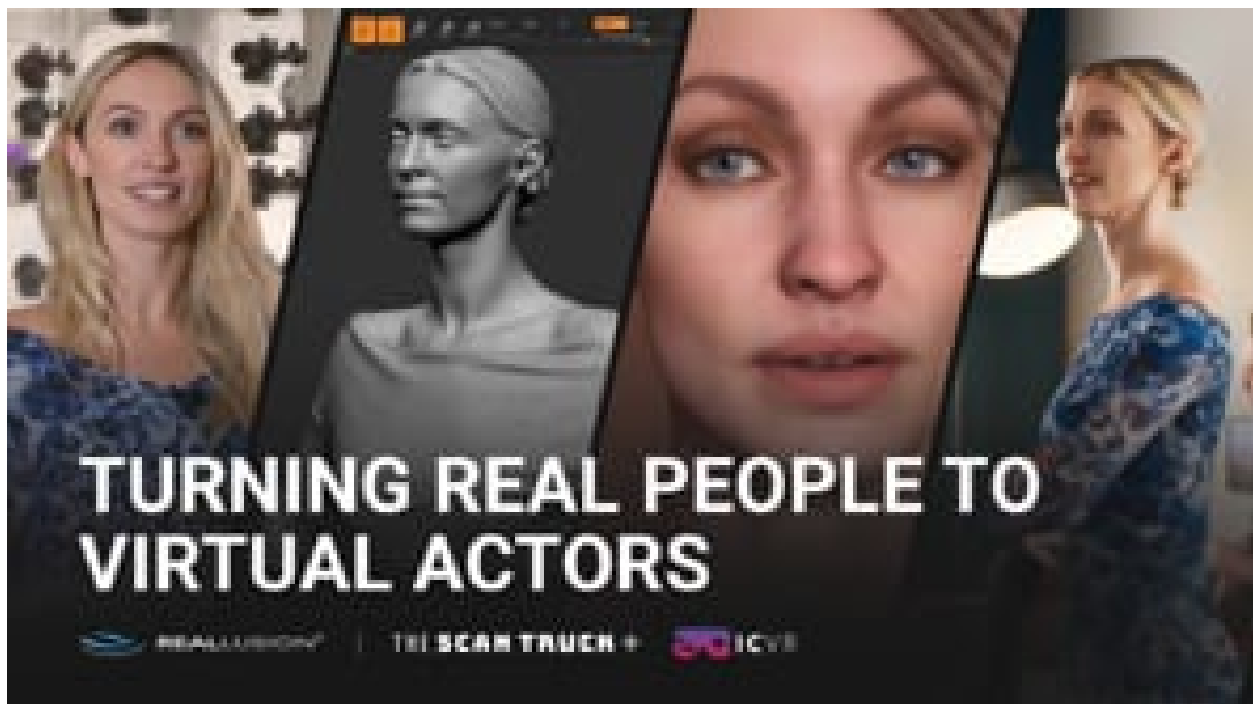 TURNING REAL PEOPLE TO
VIRTUAL ACTORS
REALLUSION | THE SCAN TRUCK ICVR